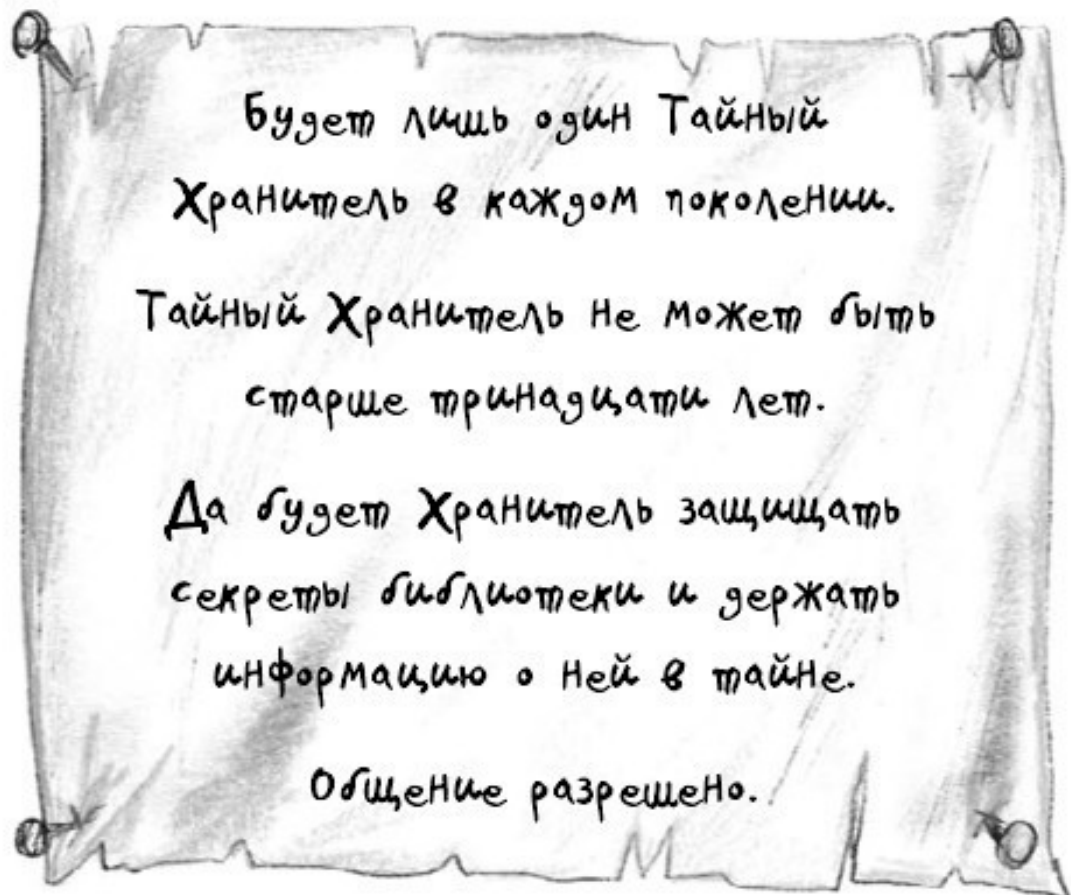 Будет лишь один Тайный
Хранитель в каждом поколении.
Тайный Хранитель не может быть
старше тринадцати лет.
Да будет Хранитель защищать
секреты библиотеки и держать
информацию о ней в тайне.
Общение разрешено.